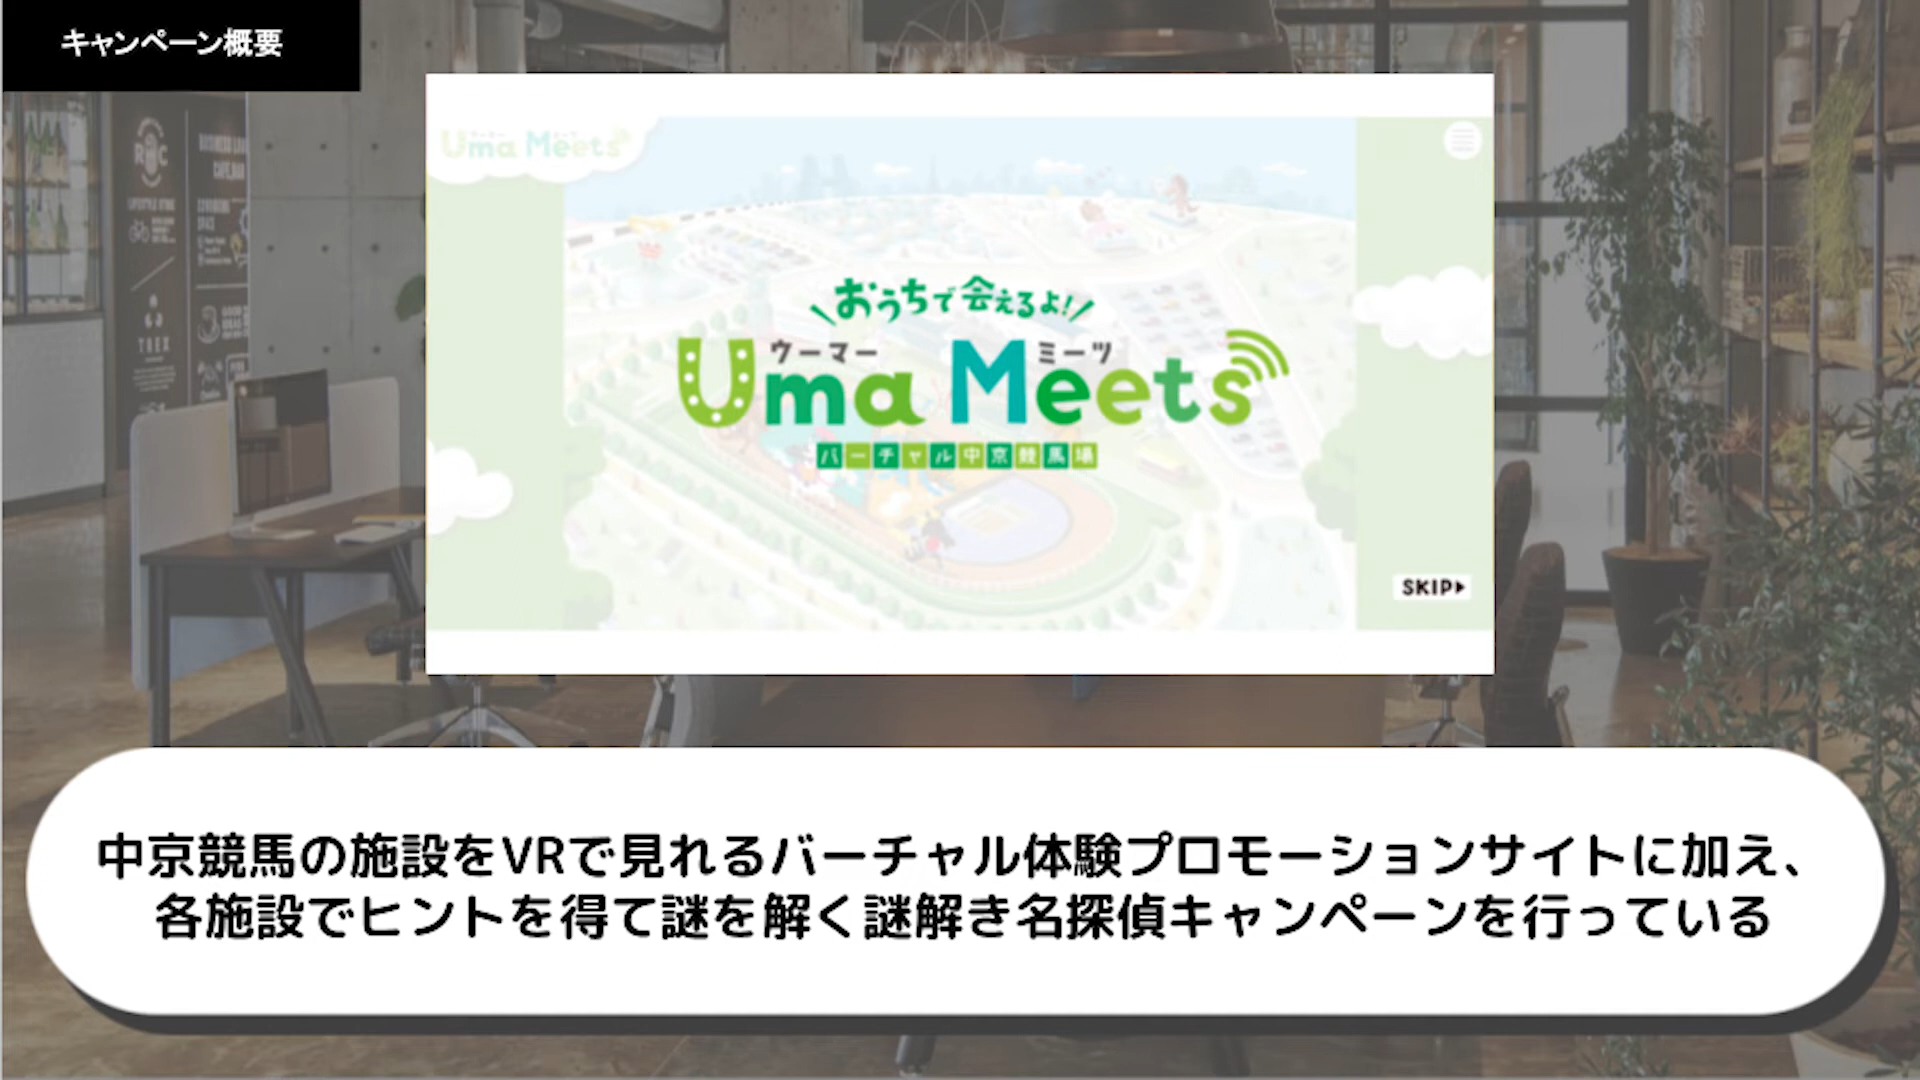 キャンペーン概要
Uma Meets
\おうちで会えるよ!/
ウーマー ミーツ
Uma Meets
バーチャル中京競馬場
SKIP
中京競馬の施設をVRで見れるバーチャル体験プロモーションサイトに加え、
各施設でヒントを得て謎を解く謎解き名探偵キャンペーンを行っている
TREX